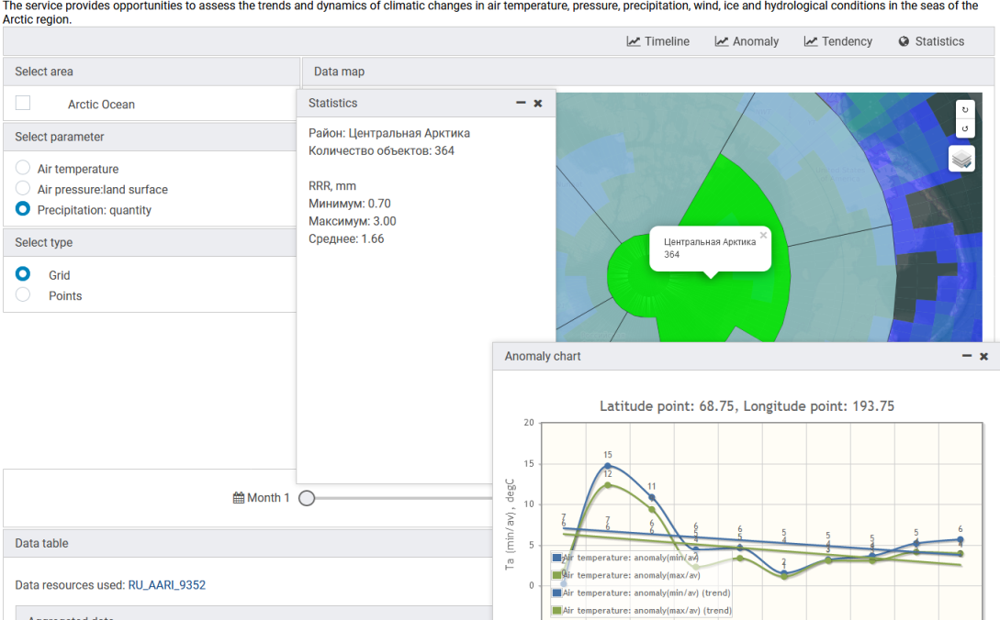 The service provides opportunities to assess the trends and dynamics of climatic changes in air temperature, pressure, precipitation, wind, ice and hydrological conditions in the seas of the
Arctic region.
Timeline
Anomaly
Tendency
Statistics
Select area
Data map
Arctic Ocean
Select parameter
Air temperature
Air pressure:land surface
Precipitation: quantity
Select type
Grid
Points
Statistics
Район: Центральная Арктика
Количество объектов: 364
RRR, mm
Минимум: 0.70
Максимум: 3.00
Среднее: 1.66
Центральная Арктика
364
Month 1
Data table
Data resources used: RU_AARI_9352
Anomaly chart
Latitude point: 68.75, Longitude point: 193.75
Ta (min/av), degC
20
15
10
5
0
15
12
11
7
6
7
6
6
6
6
5
6
5
5
4
5
4
5
5
4
6
Air temperature: anomaly(min/av)
Air temperature: anomaly(max/av)
Air temperature: anomaly(min/av) (trend)
Air temperature: anomaly(max/av) (trend)